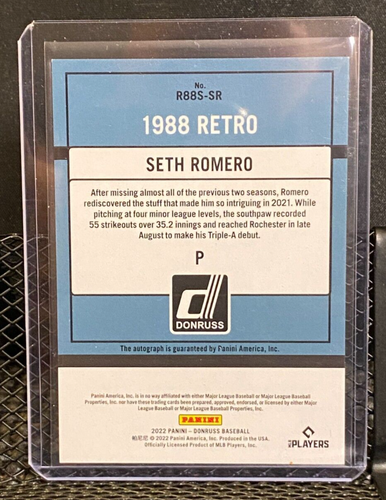 No.
R88S-SR
1988 RETRO
SETH ROMERO
After missing almost all of the previous two seasons, Romero
rediscovered the stuff that made him so intriguing in 2021. While
pitching at four minor league levels, the southpaw recorded
55 strikeouts over 35.2 innings and reached Rochester in late
August to make his Triple-A debut.
P
d
DONRUSS
The autograph is guaranteed by Panini America, Inc.
Panini America, Inc. is in no way affiliated with either Major League Baseball or Major League Baseball
Properties, Inc. nor have these trading cards been prepared, approved, endorsed, or licensed by either Major
League Baseball or Major League Baseball Properties, Inc.
PANINI
2022 PANINI – DONRUSS BASEBALL
帕尼尼 © 2022 Panini America, Inc. Produced in the USA.
Officially Licensed Product of MLB Players, Inc.
MLB PLAYERS